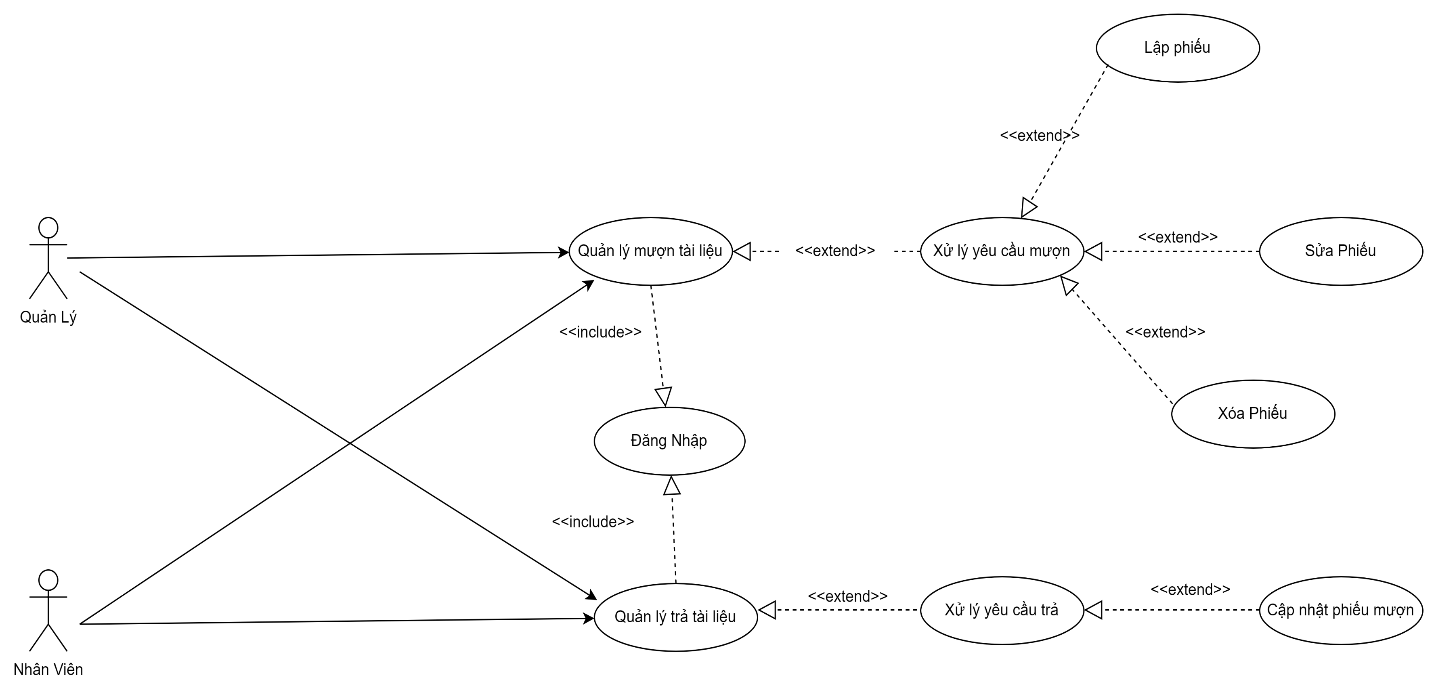 Lập phiếu
<<extend>>
Quản lý mượn tài liệu
<<extend>>
Xử lý yêu cầu mượn
<<extend>>
Sửa Phiếu
Quản Lý
<<include>>
<<extend>>
Xóa Phiếu
Đăng Nhập
<<include>>
Quản lý trả tài liệu
<<extend>>
Xử lý yêu cầu trả
<<extend>>
Cập nhật phiếu mượn
Nhân Viên